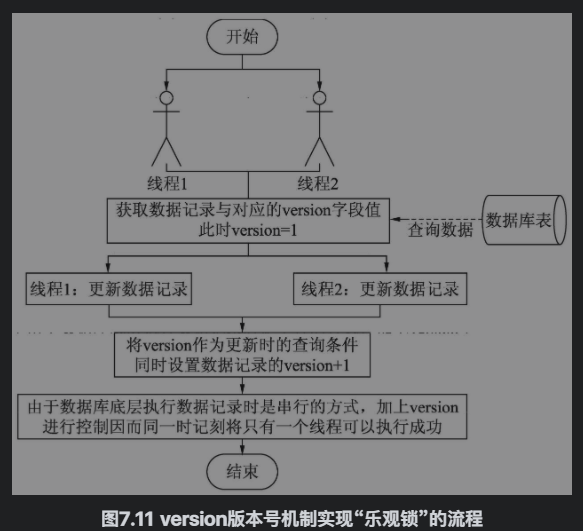 开始
线程1
线程2
获取数据记录与对应的version字段值
此时version=1
查询数据
数据库表
线程1：更新数据记录
线程2：更新数据记录
将version作为更新时的查询条件
同时设置数据记录的version+1
由于数据库底层执行数据记录时是串行的方式，加上version
进行控制因而同一时记刻将只有一个线程可以执行成功
结束
图7.11 version版本号机制实现“乐观锁”的流程